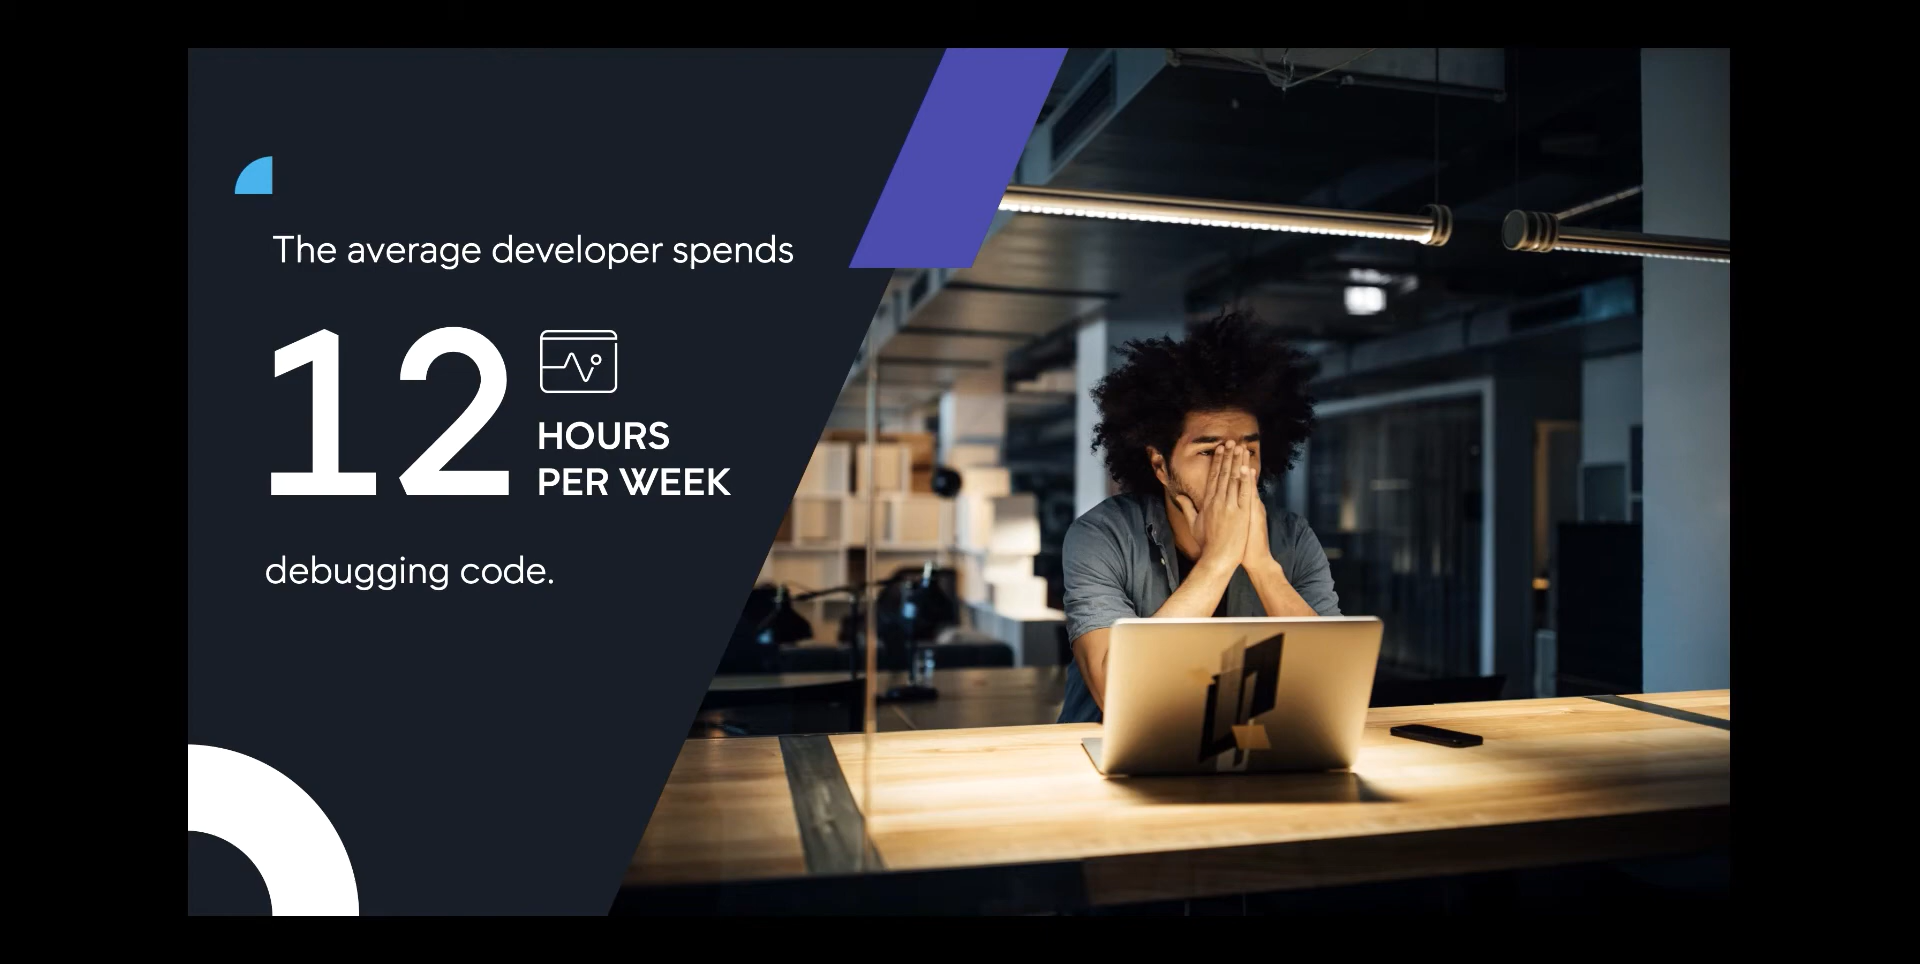 The average developer spends
12
HOURS
PER WEEK
debugging code.